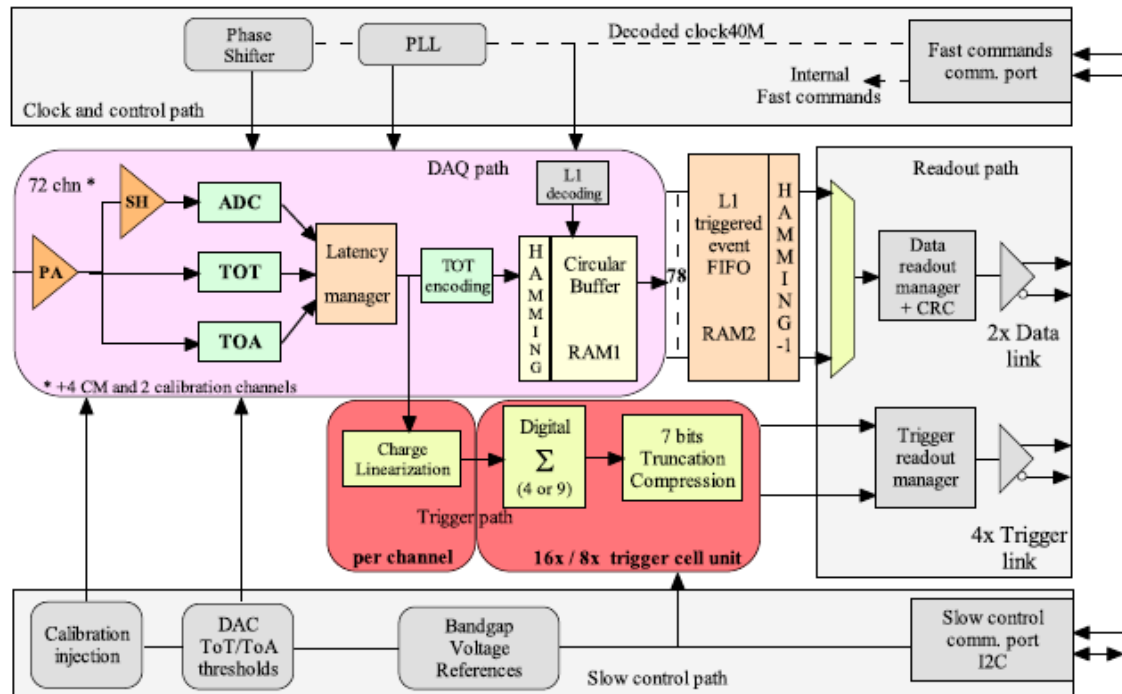 Phase
Shifter
PLL
Decoded clock40M
Fast commands
comm. port
Internal
Fast commands
Clock and control path
72 chn *
DAQ path
SH
ADC
PA
TOT
TOA
Latency
manager
TOT
encoding
L1
decoding
HAMMING
Circular
Buffer
RAM1
78
L1
triggered
event
FIFO
RAM2
HAMMING-1
Readout path
Data
readout
manager
+ CRC
2x Data
link
* +4 CM and 2 calibration channels
Charge
Linearization
Digital
Σ
(4 or 9)
7 bits
Truncation
Compression
Trigger path
per channel
16x / 8x trigger cell unit
Trigger
readout
manager
4x Trigger
link
Calibration
injection
DAC
ToT/ToA
thresholds
Bandgap
Voltage
References
Slow control
comm. port
I2C
Slow control path